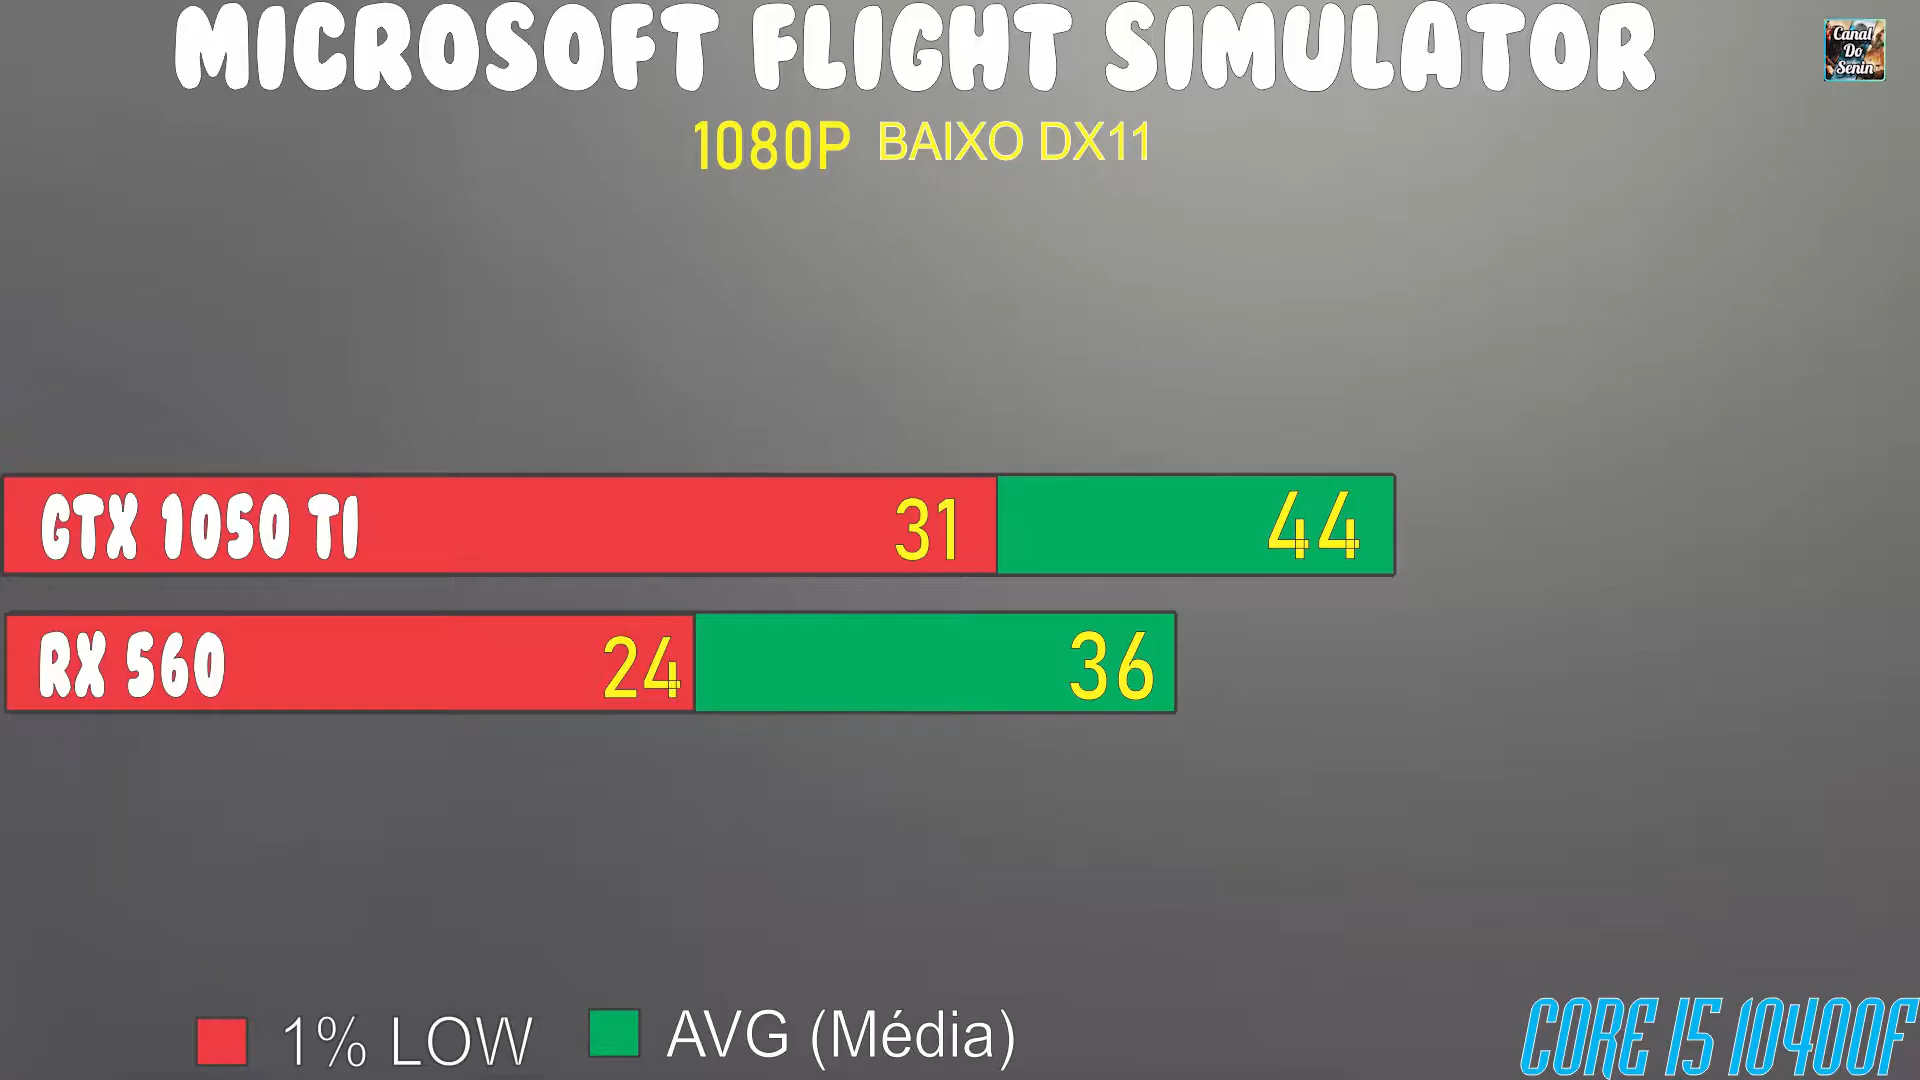 MICROSOFT FLIGHT SIMULATOR
Canal
Do
Senin
1080P BAIXO DX11
GTX 1050 TI 31 44
RX 560 24 36
1% LOW AVG (Média)
CORE I5 10400F